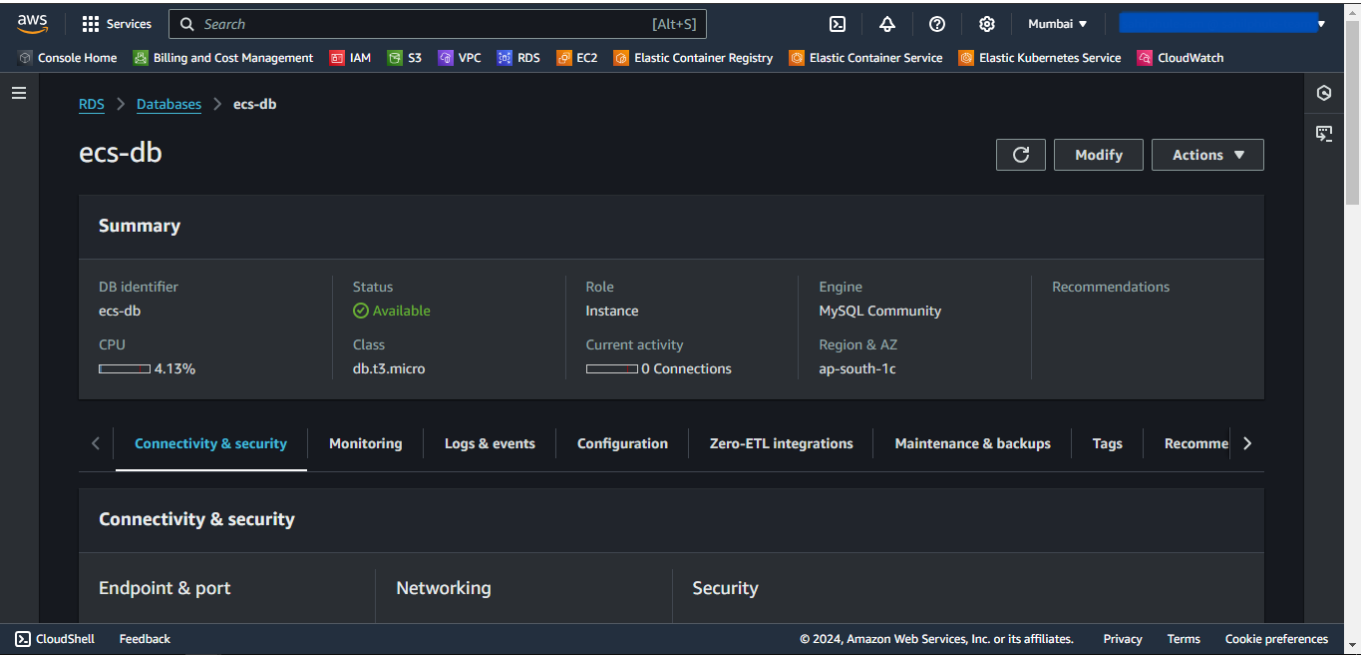 aws Services Search [Alt+S] Mumbai
Console Home Billing and Cost Management IAM S3 VPC RDS EC2 Elastic Container Registry Elastic Container Service Elastic Kubernetes Service CloudWatch
RDS > Databases > ecs-db
ecs-db
Modify Actions
Summary
DB identifier Status Role Engine Recommendations
ecs-db Available Instance MySQL Community
CPU Class Current activity Region & AZ
4.13% db.t3.micro 0 Connections ap-south-1c
Connectivity & security Monitoring Logs & events Configuration Zero-ETL integrations Maintenance & backups Tags Recomme
Connectivity & security
Endpoint & port Networking Security
CloudShell Feedback © 2024, Amazon Web Services, Inc. or its affiliates. Privacy Terms Cookie preferences